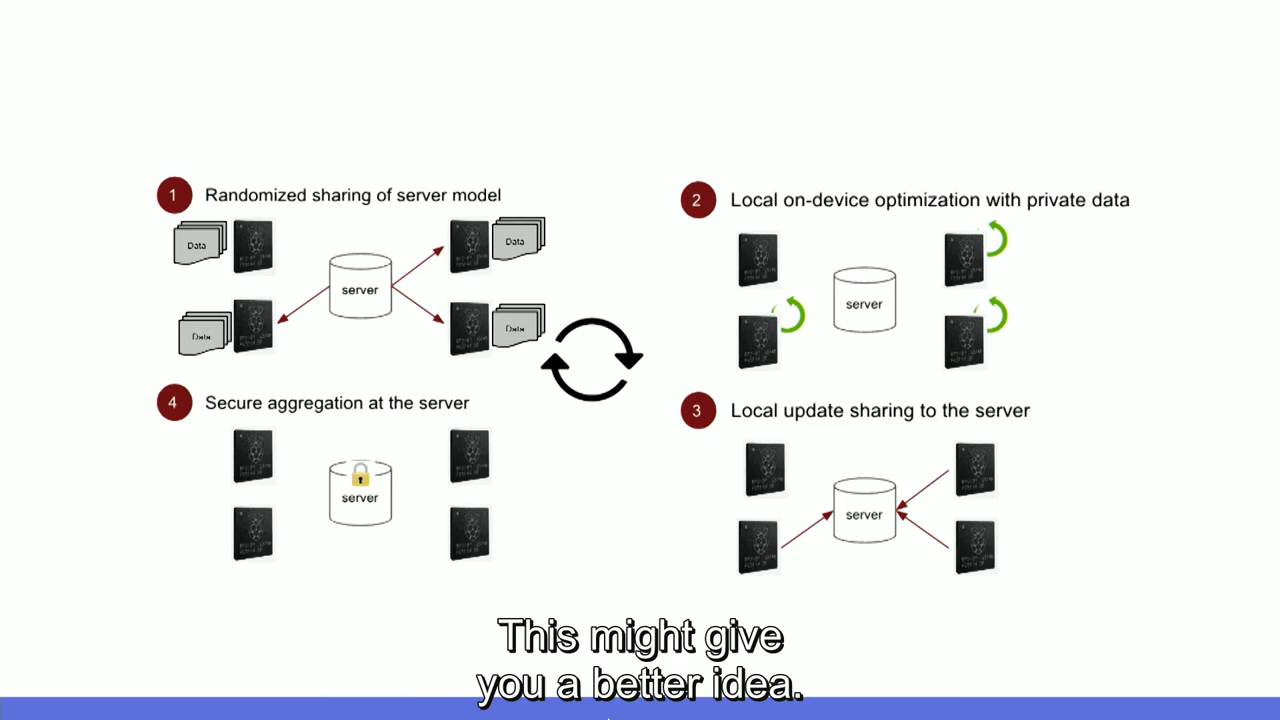 1 Randomized sharing of server model
Data
Data
server
Data
Data
2 Local on-device optimization with private data
server
4 Secure aggregation at the server
server
3 Local update sharing to the server
server
This might give
you a better idea.